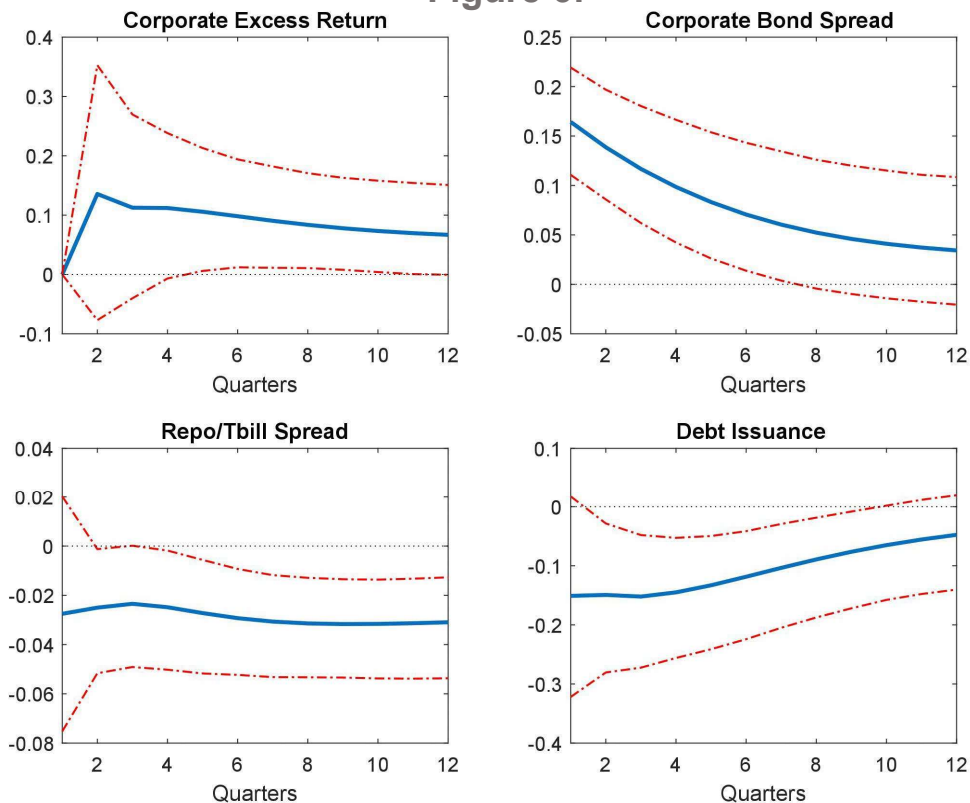 Corporate Excess Return
0.4
0.3
0.2
0.1
0
-0.1
2 4 6 8 10 12
Quarters
Corporate Bond Spread
0.25
0.2
0.15
0.1
0.05
0
-0.05
2 4 6 8 10 12
Quarters
Repo/Tbill Spread
0.04
0.02
0
-0.02
-0.04
-0.06
-0.08
2 4 6 8 10 12
Quarters
Debt Issuance
0.1
0
-0.1
-0.2
-0.3
-0.4
2 4 6 8 10 12
Quarters